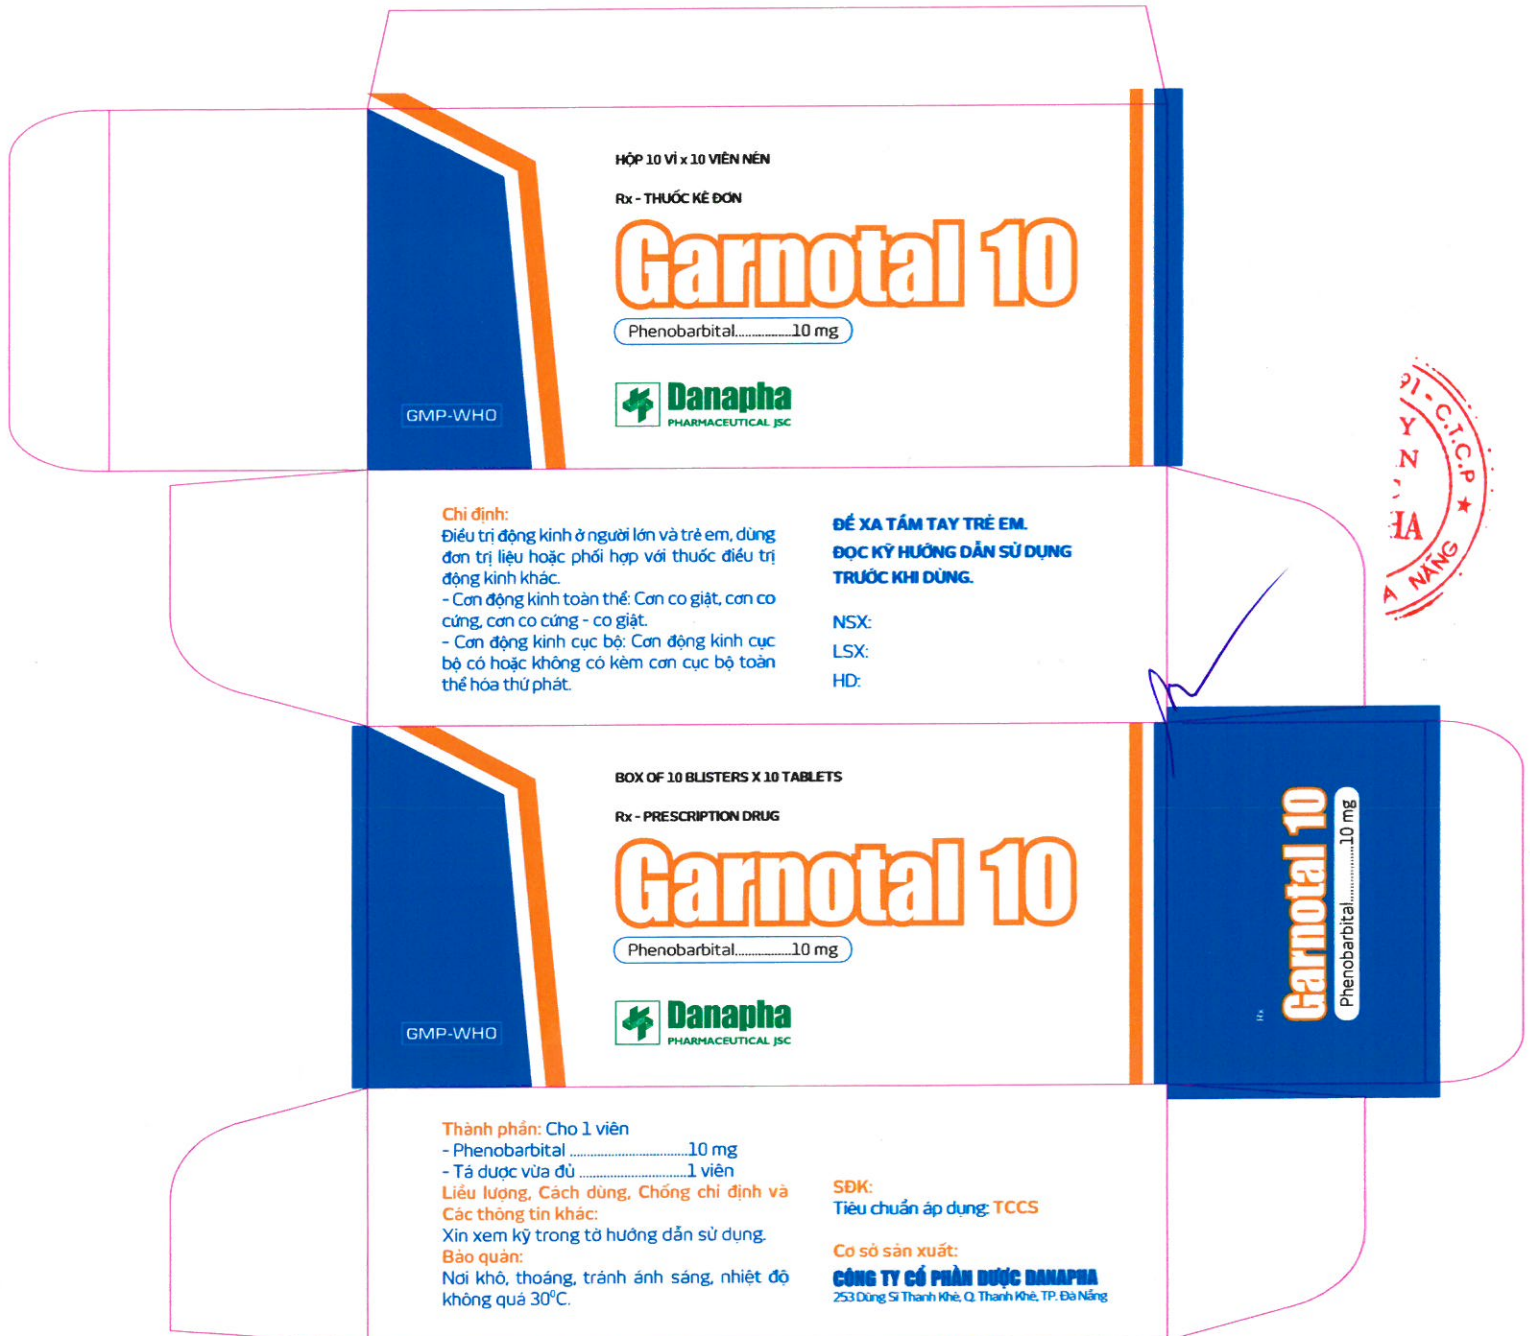 HỘP 10 VỈ x 10 VIÊN NÉN
Rx - THUỐC KÊ ĐƠN
Garnotal 10
Phenobarbital.................10 mg
Danapha
PHARMACEUTICAL JSC
GMP-WHO
91 - C.T.C.P ★
Y
N
HA
NẴNG
Chỉ định:
Điều trị động kinh ở người lớn và trẻ em, dùng
đơn trị liệu hoặc phối hợp với thuốc điều trị
động kinh khác.
- Cơn động kinh toàn thể: Cơn co giật, cơn co
cứng, cơn co cứng - co giật.
- Cơn động kinh cục bộ: Cơn động kinh cục
bộ có hoặc không có kèm cơn cục bộ toàn
thể hóa thứ phát.
ĐỂ XA TẦM TAY TRẺ EM.
ĐỌC KỸ HƯỚNG DẪN SỬ DỤNG
TRƯỚC KHI DÙNG.
NSX:
LSX:
HD:
BOX OF 10 BLISTERS X 10 TABLETS
Rx - PRESCRIPTION DRUG
Garnotal 10
Phenobarbital.................10 mg
Danapha
PHARMACEUTICAL JSC
GMP-WHO
Rx
Garnotal 10
Phenobarbital.................10 mg
Thành phần: Cho 1 viên
- Phenobarbital ...................................10 mg
- Tá dược vừa đủ ................................1 viên
Liều lượng, Cách dùng, Chống chỉ định và
Các thông tin khác:
Xin xem kỹ trong tờ hướng dẫn sử dụng.
Bảo quản:
Nơi khô, thoáng, tránh ánh sáng, nhiệt độ
không quá 30⁰C.
SĐK:
Tiêu chuẩn áp dụng: TCCS
Cơ sở sản xuất:
CÔNG TY CỔ PHẦN DƯỢC DANAPHA
253 Dũng Sĩ Thanh Khê, Q. Thanh Khê, TP. Đà Nẵng